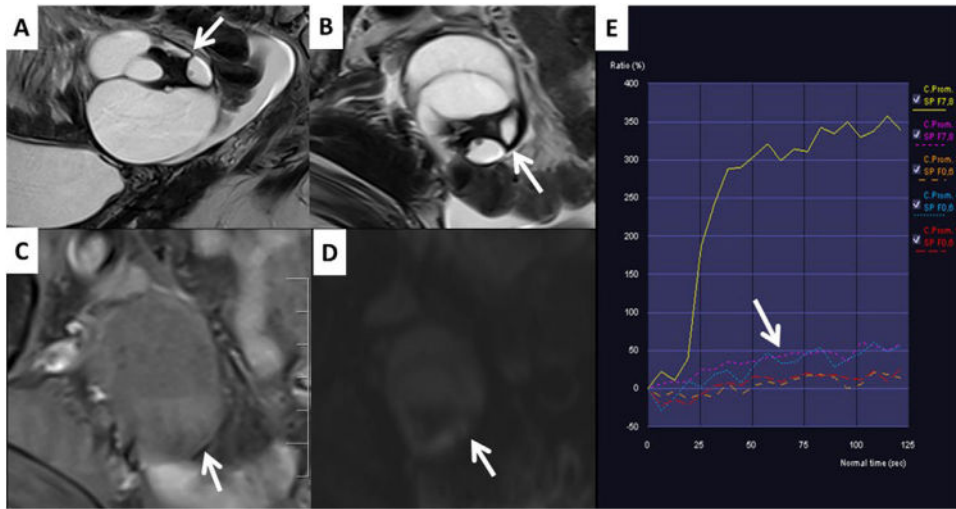 A
B
C
D
E
Ratio (%)
400
350
300
250
200
150
100
50
0
-50
0 25 50 75 100 125
Normal time (sec)
C.Prom.
SP F7,8
C.Prom.
SP F7,8
C.Prom.
SP F0,6
C.Prom.
SP F0,6
C.Prom.
SP F0,6